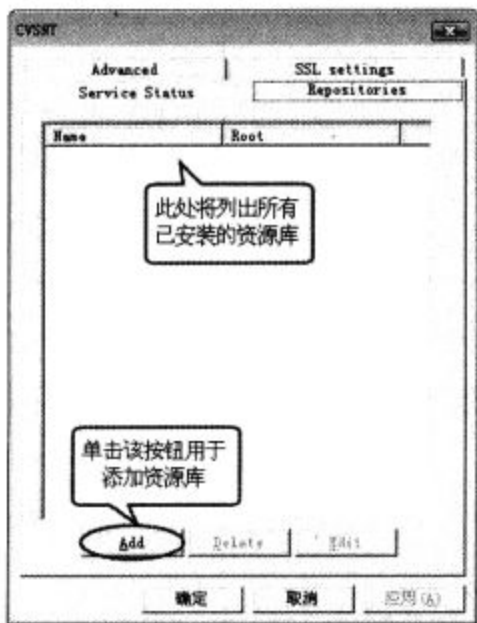 CVSNT
Advanced
SSL settings
Service Status
Repositories
Name
Root
此处将列出所有
已安装的资源库
单击该按钮用于
添加资源库
Add
Delete
Edit
确定
取消
应用(A)